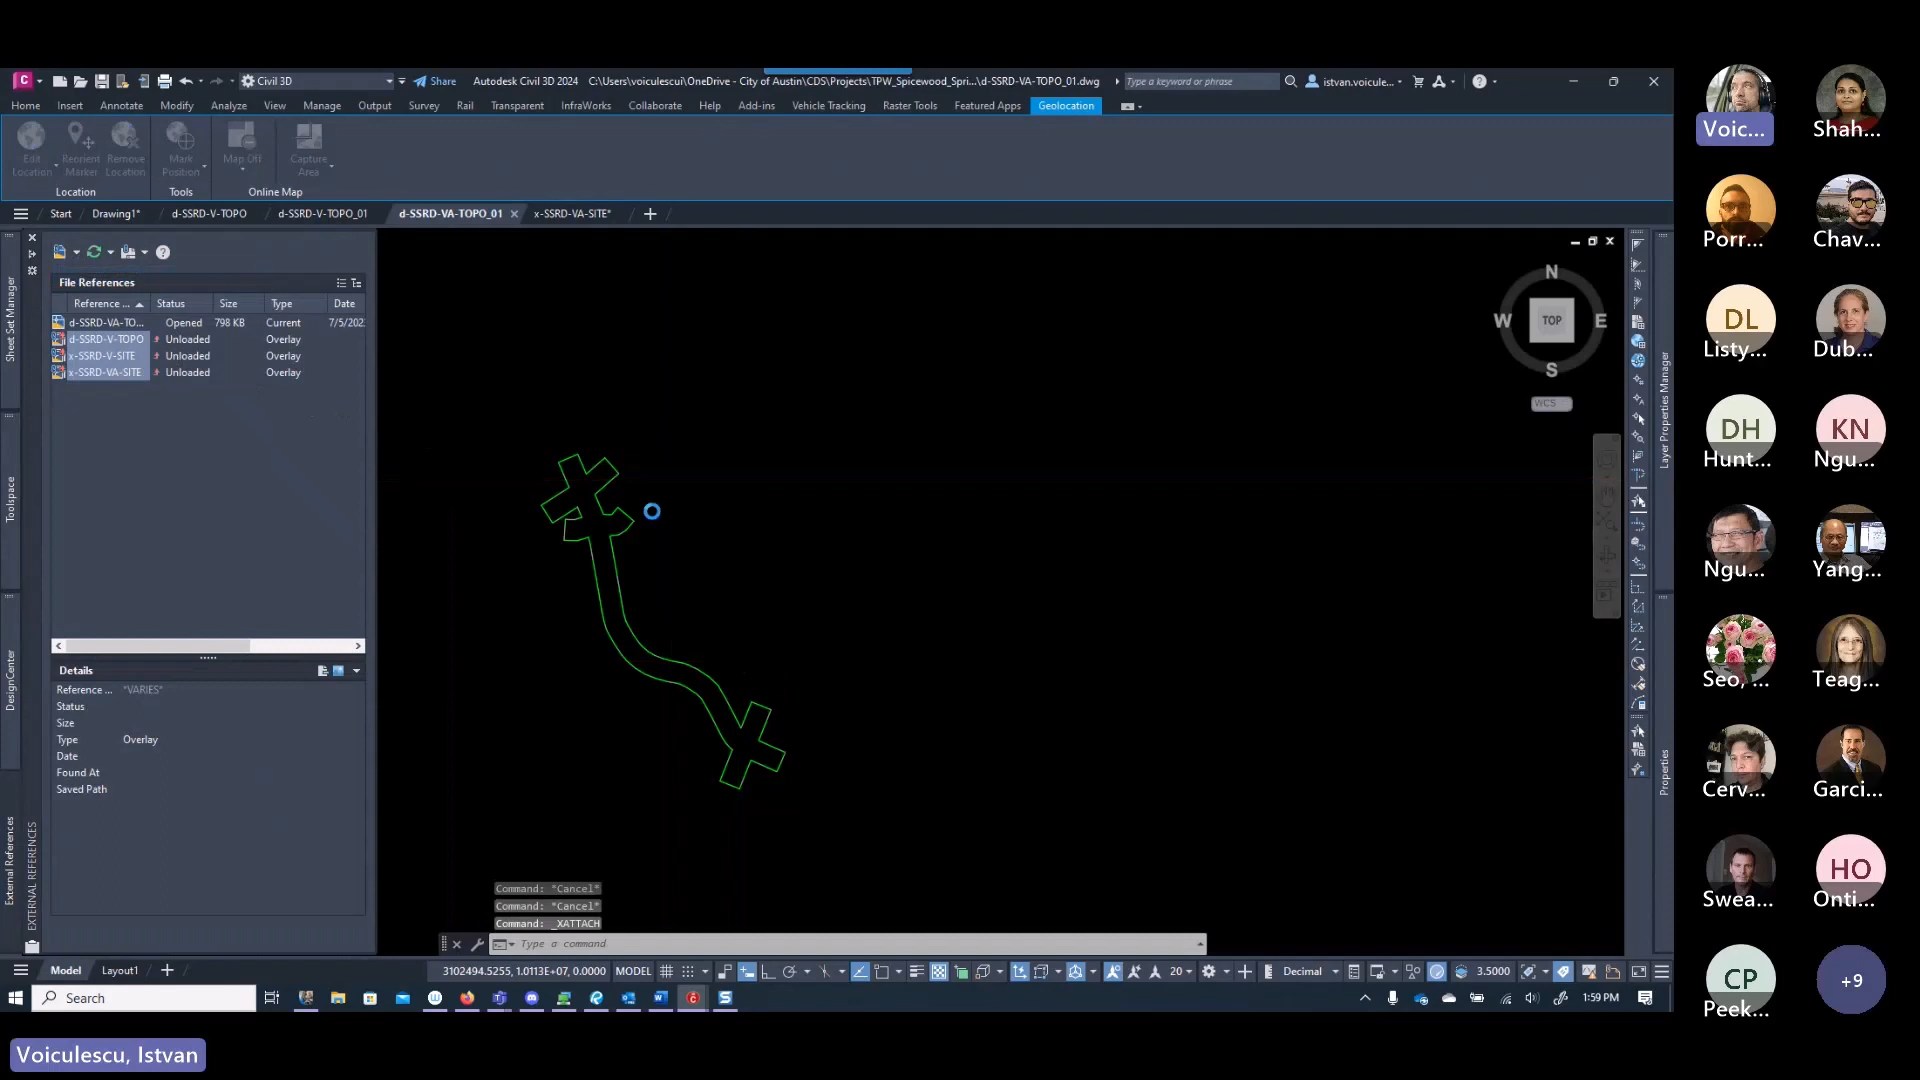 Civil 3D
Share
Autodesk Civil 3D 2024 C:\Users\voiculescui\OneDrive - City of Austin\CDS\Projects\TPW_Spicewood_Spri...\d-SSRD-VA-TOPO_01.dwg
Type a keyword or phrase
istvan.voicule...
Home Insert Annotate Modify Analyze View Manage Output Survey Rail Transparent InfraWorks Collaborate Help Add-ins Vehicle Tracking Raster Tools Featured Apps Geolocation
Edit Location
Reorient Marker
Remove Location
Mark Position
Map Off
Capture Area
Location Tools Online Map
Start Drawing1* d-SSRD-V-TOPO d-SSRD-V-TOPO_01 d-SSRD-VA-TOPO_01 x-SSRD-VA-SITE*
File References
Reference ... Status Size Type Date
d-SSRD-VA-TO... Opened 798 KB Current 7/5/202
d-SSRD-V-TOPO Unloaded Overlay
x-SSRD-V-SITE Unloaded Overlay
x-SSRD-VA-SITE Unloaded Overlay
Details
Reference ... *VARIES*
Status
Size
Type Overlay
Date
Found At
Saved Path
Sheet Set Manager
Toolspace
DesignCenter
External References
EXTERNAL REFERENCES
N
W TOP E
S
WCS
Layer Properties Manager
Properties
Command: *Cancel*
Command: *Cancel*
Command: _XATTACH
Type a command
Model Layout1
3102494.5255, 1.0113E+07, 0.0000 MODEL
20
Decimal
3.5000
Search
1:59 PM
Voic...
Shah...
Porr...
Chav...
DL
Listy...
Dub...
DH
Hunt...
KN
Ngu...
Ngu...
Yang...
Seo, ...
Teag...
Cerv...
Garci...
Swea...
HO
Onti...
CP
Peek...
+9
Voiculescu, Istvan